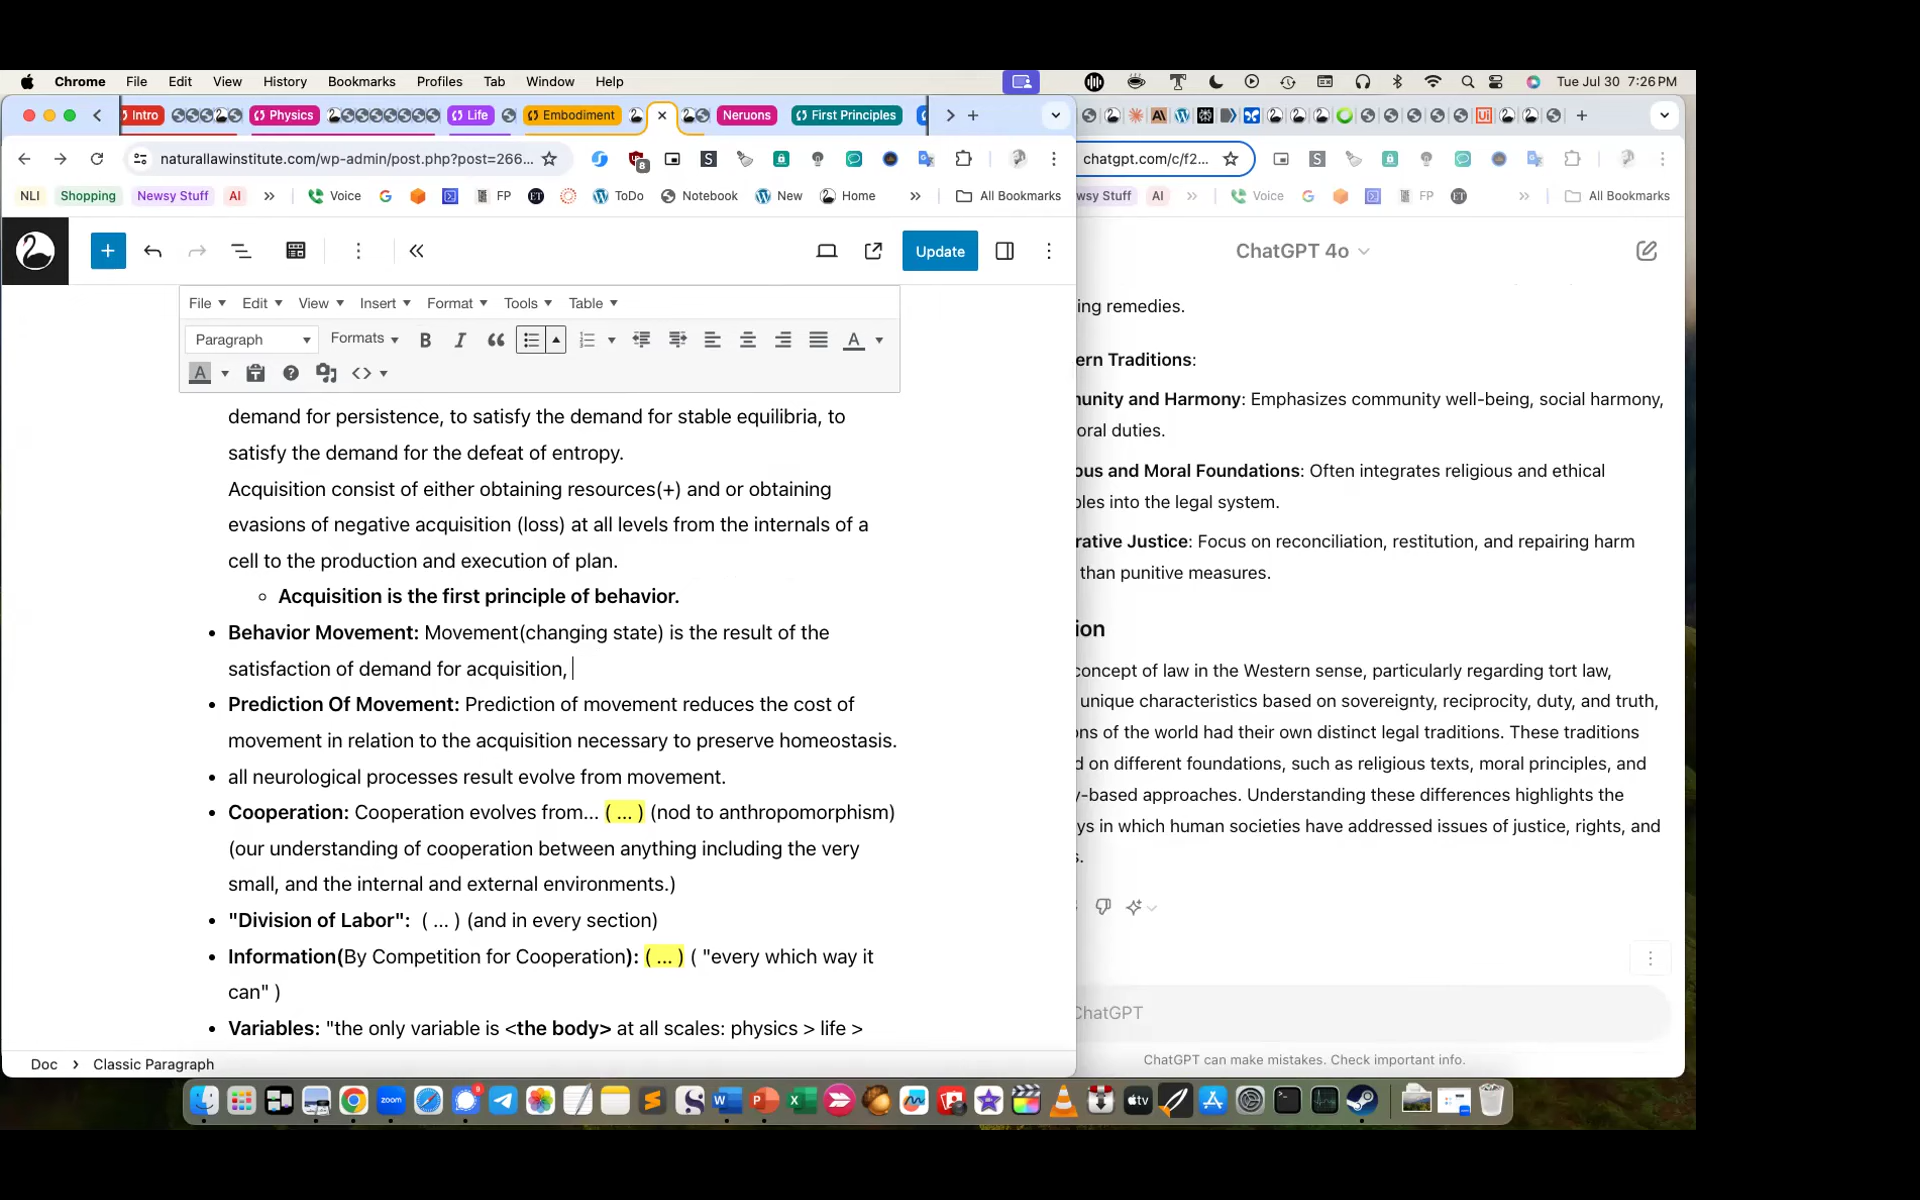 Chrome File Edit View History Bookmarks Profiles Tab Window Help Tue Jul 30 7:26 PM
Intro Physics Life Embodiment Neruons First Principles
naturallawinstitute.com/wp-admin/post.php?post=266...
8
chatgpt.com/c/f2...
NLI Shopping Newsy Stuff AI » Voice FP ToDo Notebook New Home » All Bookmarks
wsy Stuff AI » Voice FP » All Bookmarks
Update
ChatGPT 4o
File Edit View Insert Format Tools Table
Paragraph Formats B I A
A
demand for persistence, to satisfy the demand for stable equilibria, to
satisfy the demand for the defeat of entropy.
Acquisition consist of either obtaining resources(+) and or obtaining
evasions of negative acquisition (loss) at all levels from the internals of a
cell to the production and execution of plan.
Acquisition is the first principle of behavior.
Behavior Movement: Movement(changing state) is the result of the
satisfaction of demand for acquisition,
Prediction Of Movement: Prediction of movement reduces the cost of
movement in relation to the acquisition necessary to preserve homeostasis.
all neurological processes result evolve from movement.
Cooperation: Cooperation evolves from... ( ... ) (nod to anthropomorphism)
(our understanding of cooperation between anything including the very
small, and the internal and external environments.)
"Division of Labor": ( ... ) (and in every section)
Information(By Competition for Cooperation): ( ... ) ( "every which way it
can" )
Variables: "the only variable is <the body> at all scales: physics > life >
Doc > Classic Paragraph
ing remedies.
ern Traditions:
unity and Harmony: Emphasizes community well-being, social harmony,
oral duties.
ous and Moral Foundations: Often integrates religious and ethical
ples into the legal system.
rative Justice: Focus on reconciliation, restitution, and repairing harm
than punitive measures.
ion
concept of law in the Western sense, particularly regarding tort law,
unique characteristics based on sovereignty, reciprocity, duty, and truth,
ons of the world had their own distinct legal traditions. These traditions
d on different foundations, such as religious texts, moral principles, and
y-based approaches. Understanding these differences highlights the
ys in which human societies have addressed issues of justice, rights, and
s.
ChatGPT
ChatGPT can make mistakes. Check important info.
zoom W P X tv